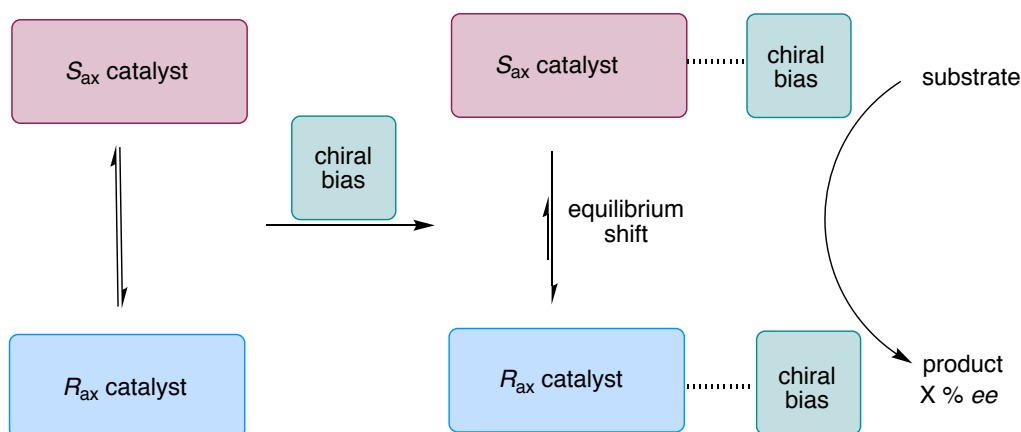 Sax catalyst
Sax catalyst
chiral
bias
substrate
chiral
bias
equilibrium
shift
Rax catalyst
Rax catalyst
chiral
bias
product
X % ee